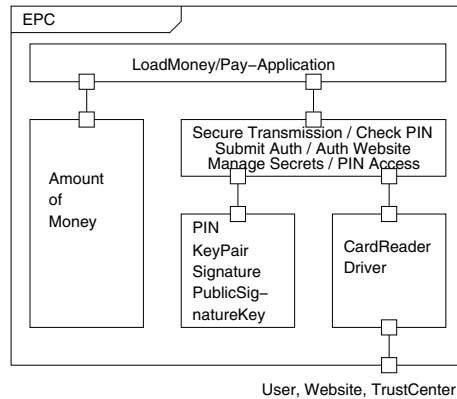 EPC
LoadMoney/Pay–Application
Secure Transmission / Check PIN
Submit Auth / Auth Website
Manage Secrets / PIN Access
Amount
of
Money
PIN
KeyPair
Signature
PublicSig–
natureKey
CardReader
Driver
User, Website, TrustCenter